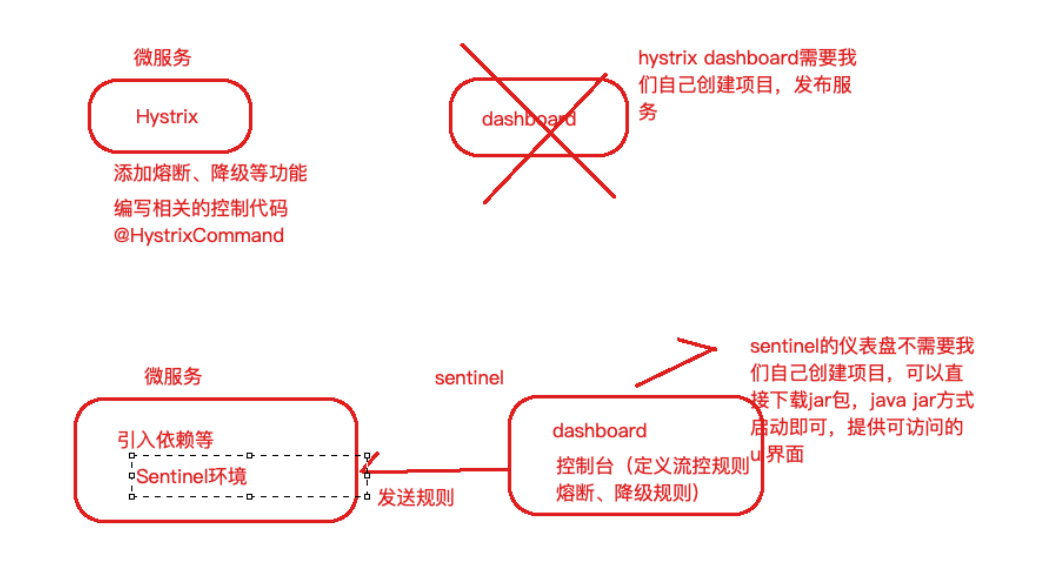 微服务
Hystrix
添加熔断、降级等功能
编写相关的控制代码
@HystrixCommand
dashboard
hystrix dashboard需要我
们自己创建项目，发布服
务
微服务
引入依赖等
Sentinel环境
sentinel
发送规则
dashboard
控制台（定义流控规则
熔断、降级规则）
sentinel的仪表盘不需要我
们自己创建项目，可以直
接下载jar包，java jar方式
启动即可，提供可访问的
ui界面